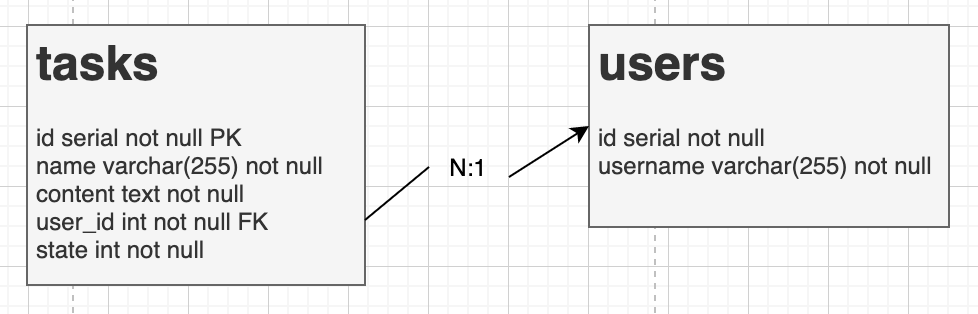 tasks
id serial not null PK
name varchar(255) not null
content text not null
user_id int not null FK
state int not null
N:1
users
id serial not null
username varchar(255) not null